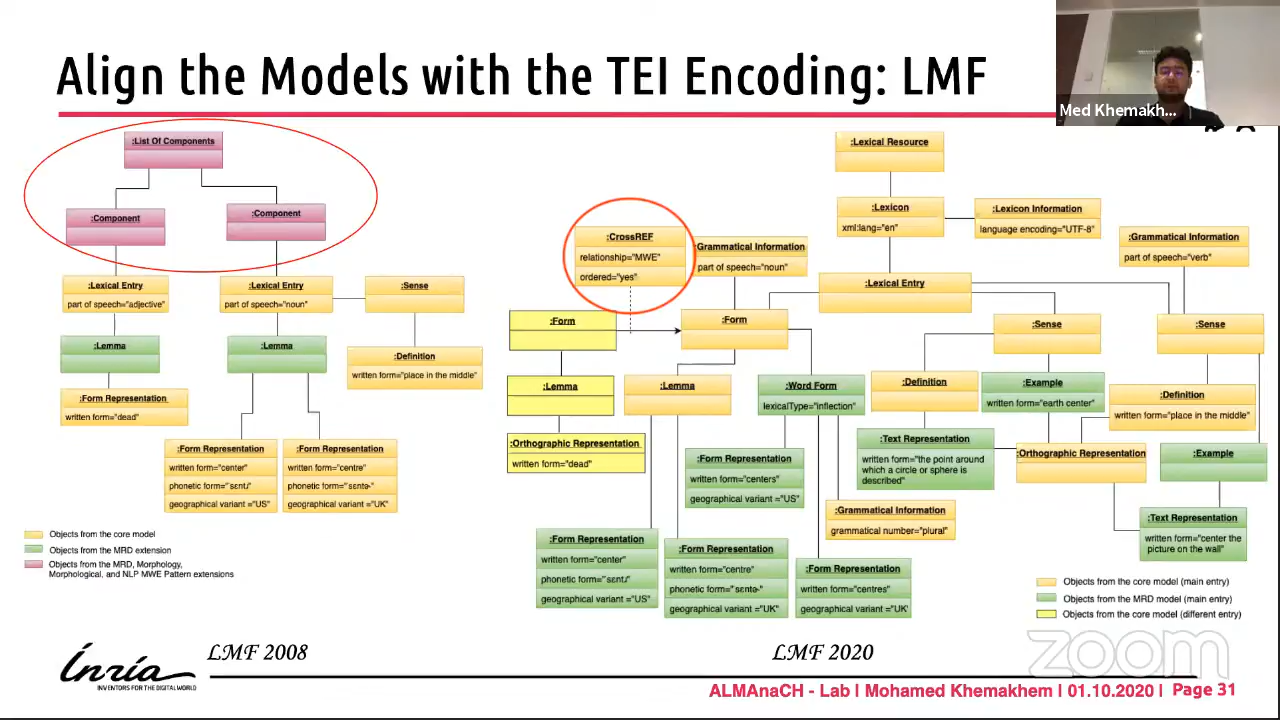 Align the Models with the TEI Encoding: LMF
Med Khemakh...
:List Of Components
:Component
:Component
:Lexical Entry
part of speech="adjective"
:Lexical Entry
part of speech="noun"
:Sense
:Lemma
:Lemma
:Definition
written form="place in the middle"
:Form Representation
written form="dead"
:Form Representation
written form="center"
geographical variant ="US"
:Form Representation
written form="centre"
geographical variant ="UK"
Objects from the core model
Objects from the MRD extension
Objects from the MRD, Morphology,
Morphological, and NLP MWE Pattern extensions
LMF 2008
:Lexical Resource
:Lexicon
xml:lang="en"
:Lexicon Information
language encoding="UTF-8"
:CrossREF
relationship="MWE"
ordered="yes"
:Grammatical Information
part of speech="noun"
:Grammatical Information
part of speech="verb"
:Lexical Entry
:Form
:Form
:Sense
:Sense
:Lemma
:Orthographic Representation
written form="dead"
:Lemma
:Word Form
lexicalType="inflection"
:Definition
:Example
written form="earth center"
:Definition
written form="place in the middle"
:Text Representation
written form="the point around
which a circle or sphere is
described"
:Orthographic Representation
:Example
:Form Representation
written form="centers"
geographical variant="US"
:Grammatical Information
grammatical number="plural"
:Text Representation
written form="center the
picture on the wall"
:Form Representation
written form="center"
geographical variant ="US"
:Form Representation
written form="centre"
geographical variant ="UK"
:Form Representation
written form="centres"
geographical variant="UK'
Objects from the core model (main entry)
Objects from the MRD model (main entry)
Objects from the core model (different entry)
LMF 2020
zoom
Inria
INVENTORS FOR THE DIGITAL WORLD
ALMAnaCH - Lab | Mohamed Khemakhem | 01.10.2020 | Page 31